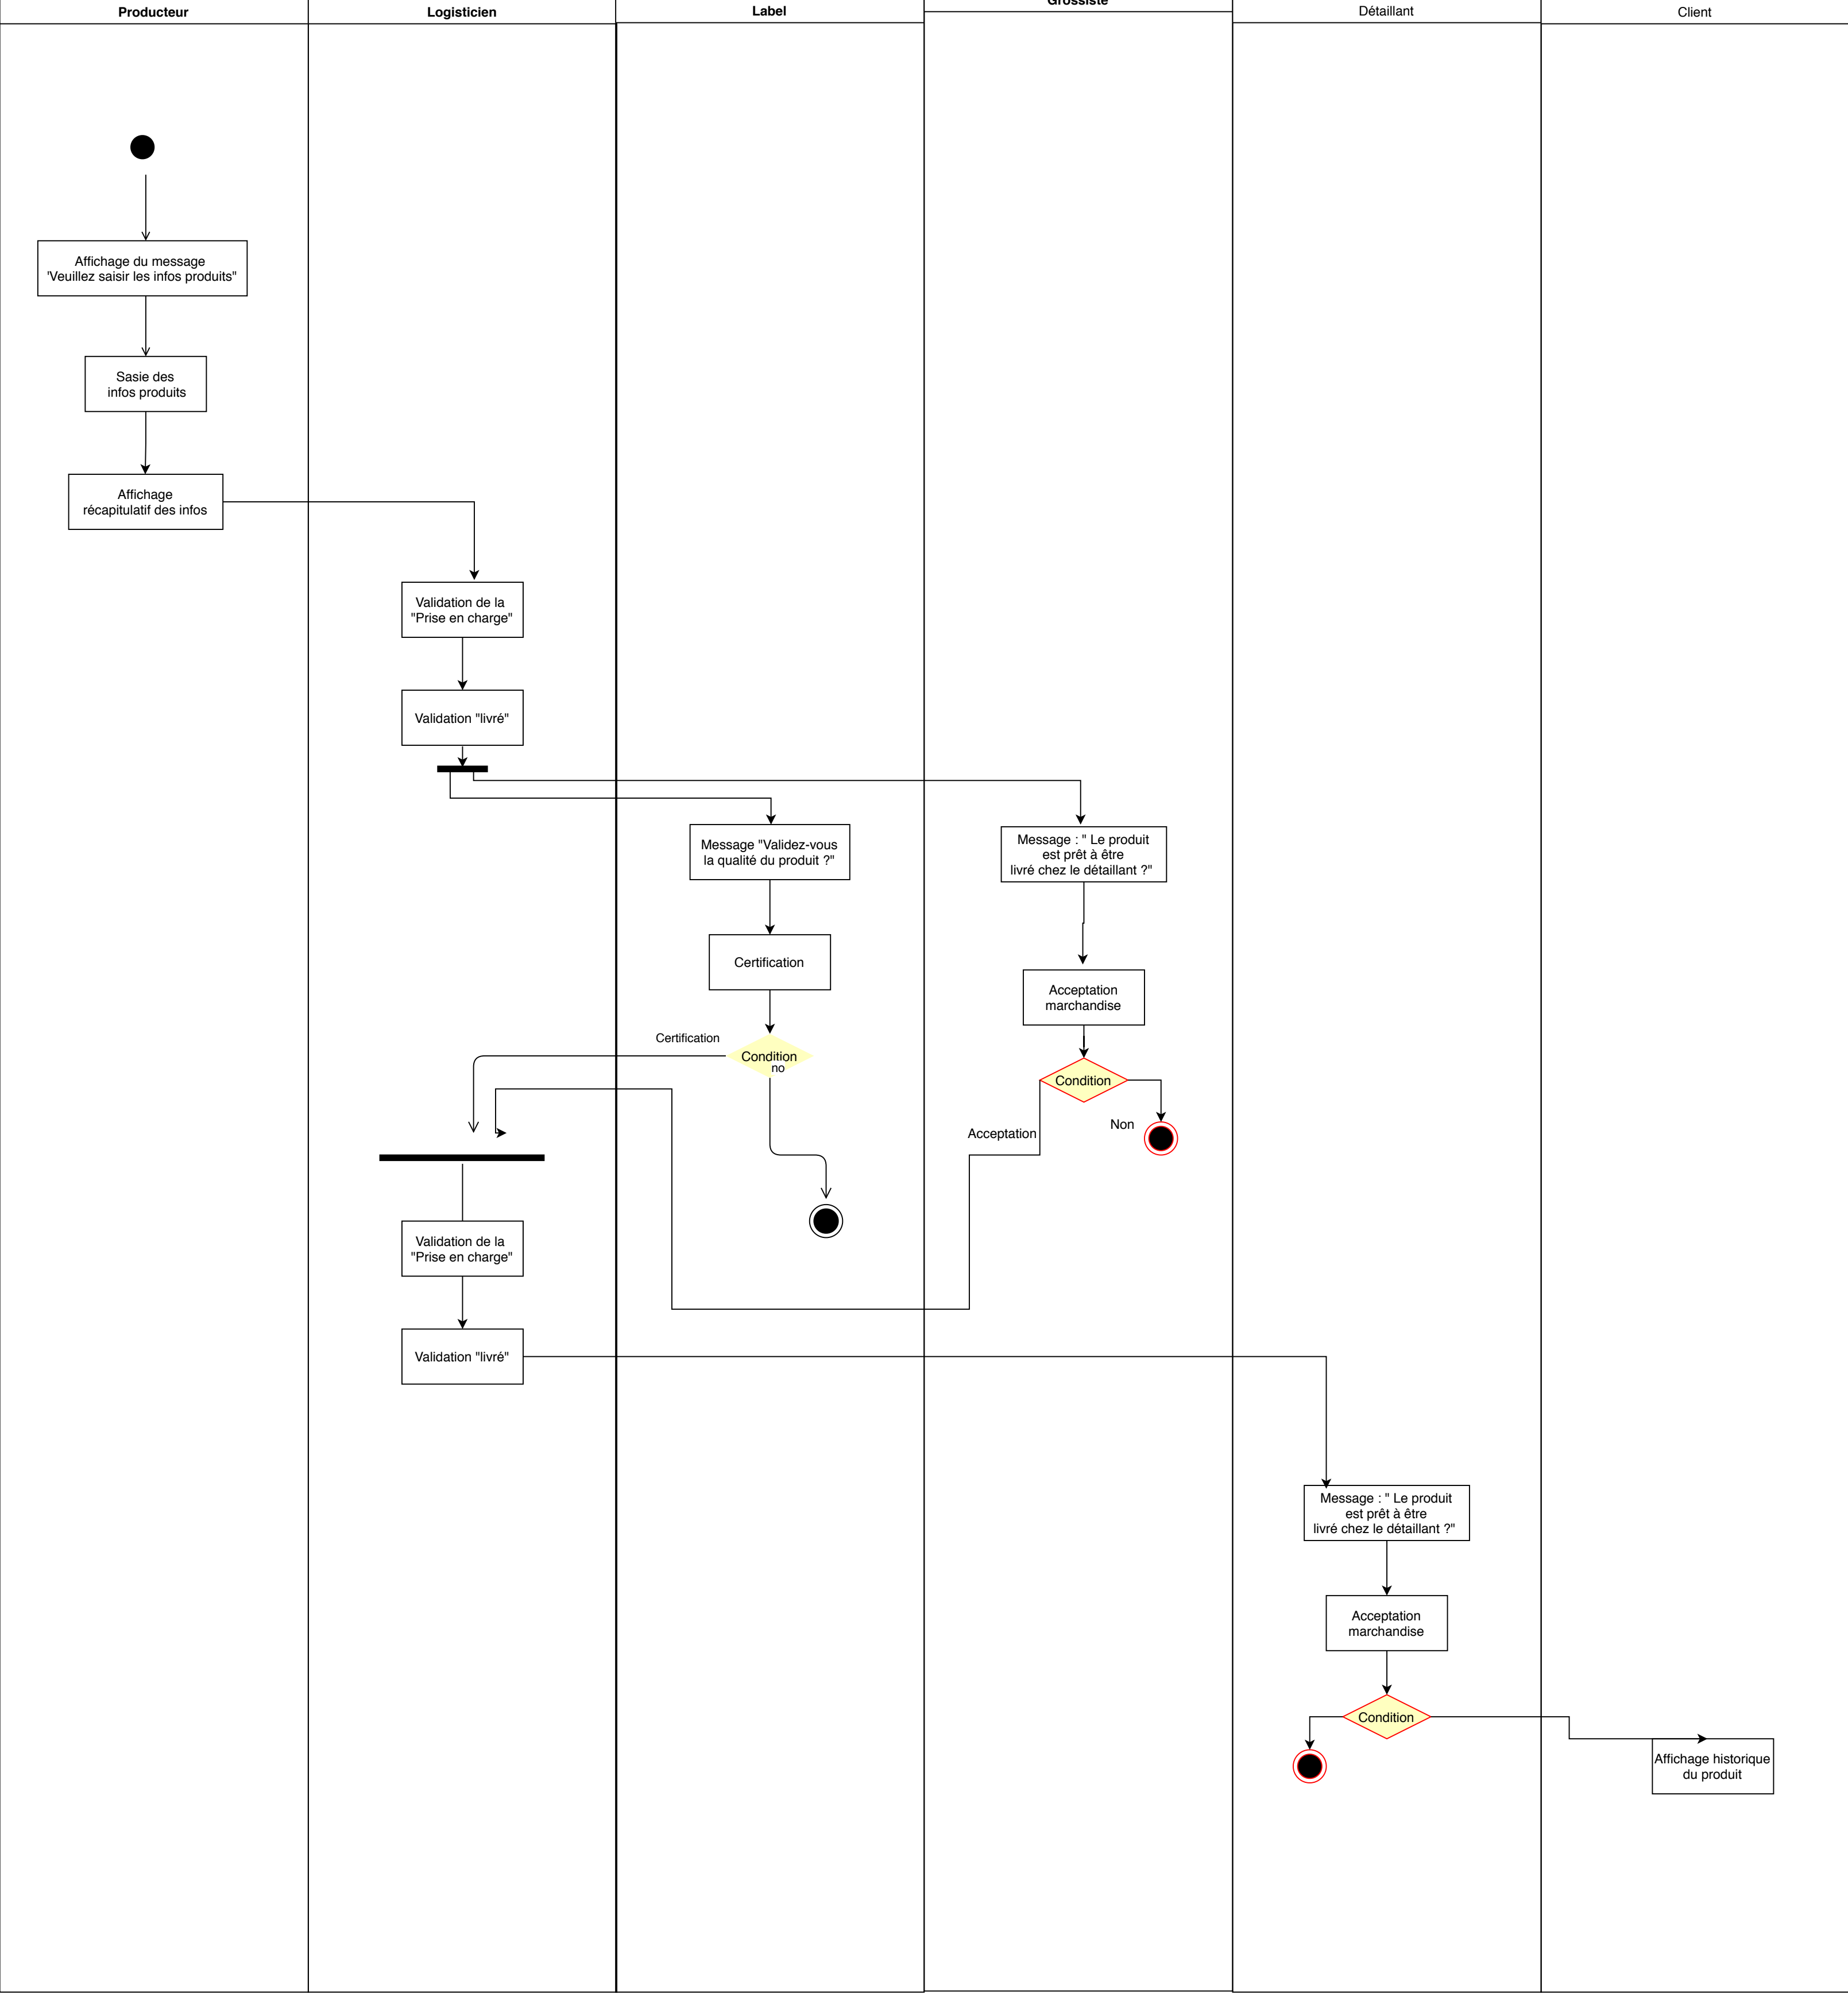 Producteur
Logisticien
Label
Grossiste
Détaillant
Client
Affichage du message
'Veuillez saisir les infos produits"
Sasie des
infos produits
Affichage
récapitulatif des infos
Validation de la
"Prise en charge"
Validation "livré"
Message "Validez-vous
la qualité du produit ?"
Message : " Le produit
est prêt à être
livré chez le détaillant ?"
Certification
Acceptation
marchandise
Certification
Condition
no
Condition
Acceptation
Non
Validation de la
"Prise en charge"
Validation "livré"
Message : " Le produit
est prêt à être
livré chez le détaillant ?"
Acceptation
marchandise
Condition
Affichage historique
du produit